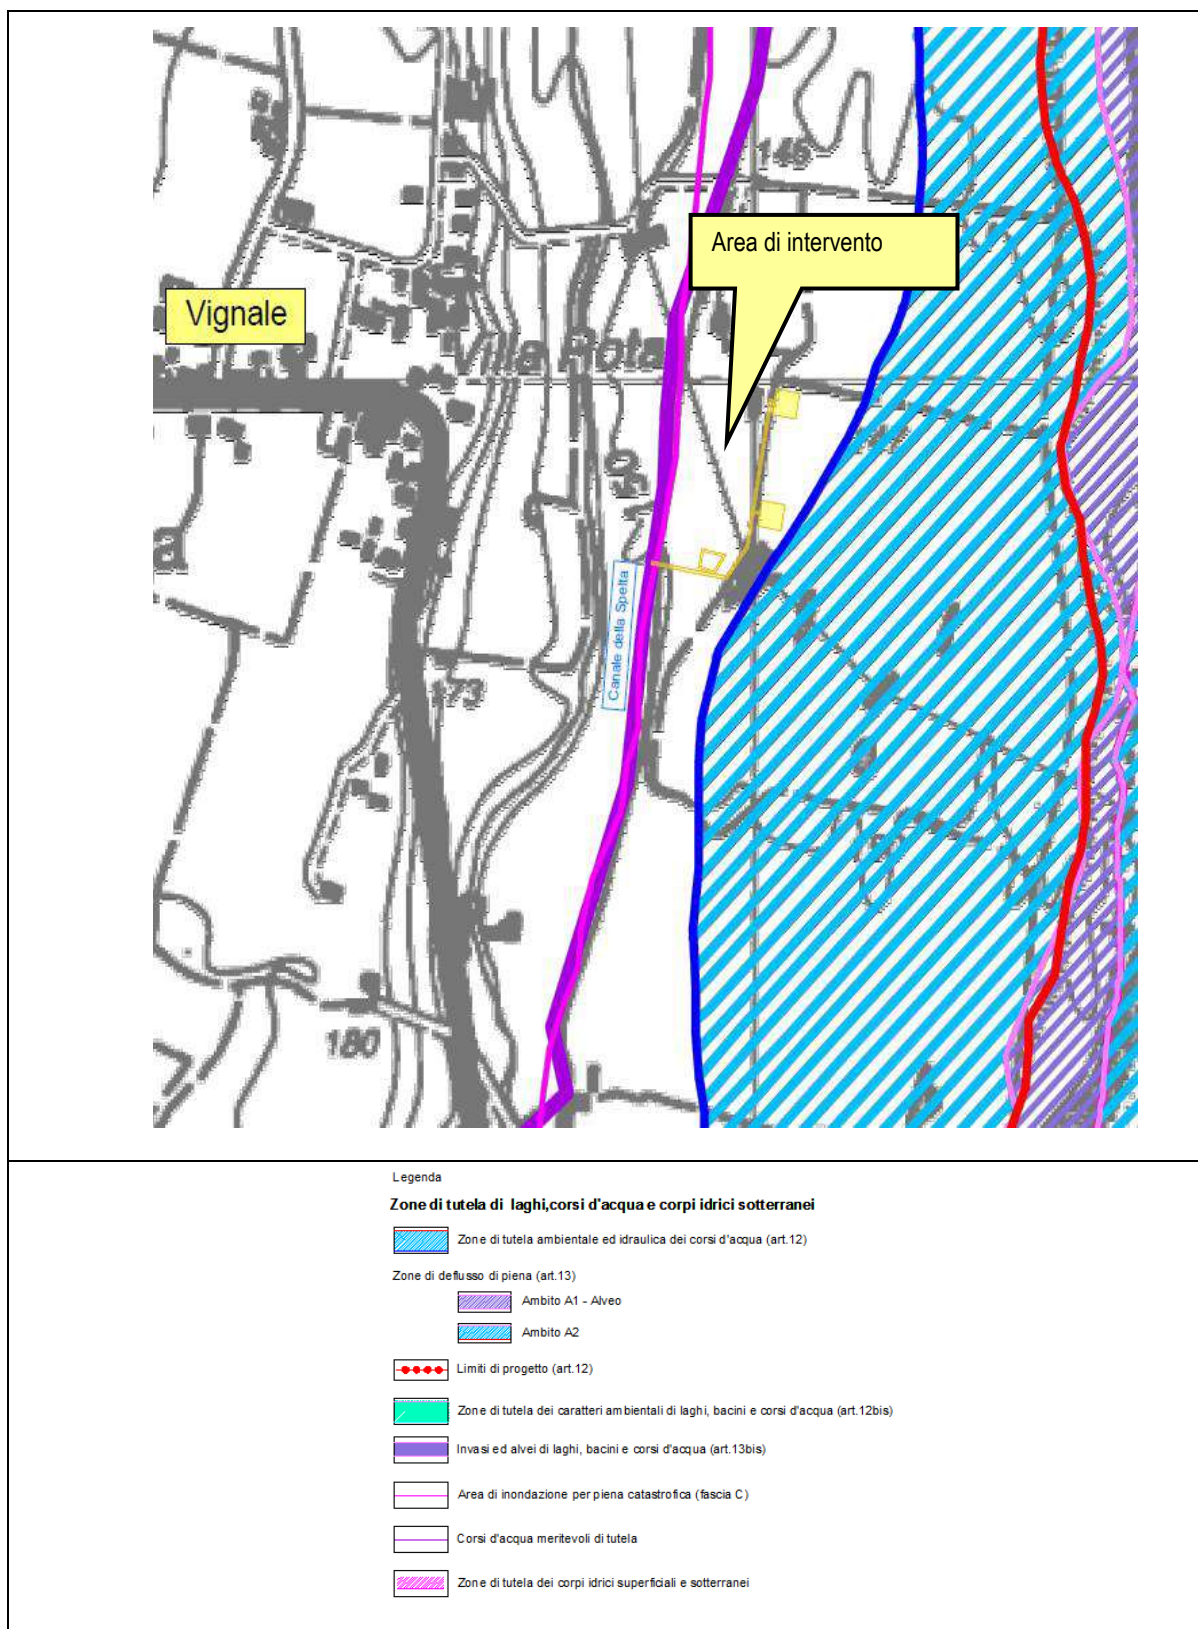 146
Area di intervento
Vignale
Villa Rota
Canale della Spelta
173
180
Legenda
Zone di tutela di laghi,corsi d'acqua e corpi idrici sotterranei
Zone di tutela ambientale ed idraulica dei corsi d'acqua (art.12)
Zone di deflusso di piena (art.13)
Ambito A1 - Alveo
Ambito A2
Limiti di progetto (art.12)
Zone di tutela dei caratteri ambientali di laghi, bacini e corsi d'acqua (art.12bis)
Invasi ed alvei di laghi, bacini e corsi d'acqua (art.13bis)
Area di inondazione per piena catastrofica (fascia C)
Corsi d'acqua meritevoli di tutela
Zone di tutela dei corpi idrici superficiali e sotterranei